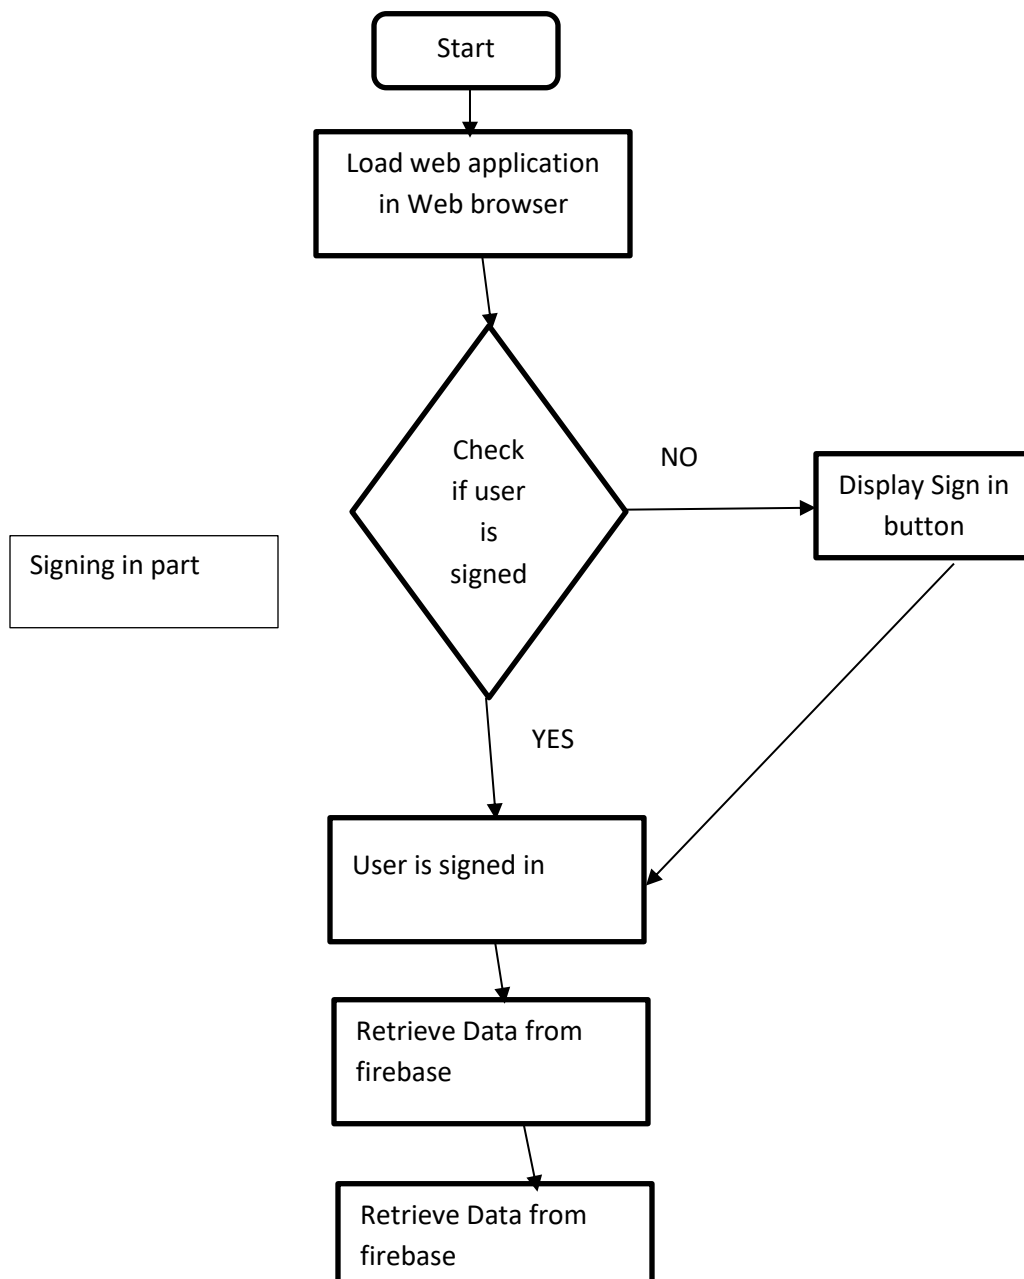 Start
Load web application
in Web browser
Check
if user
is
signed
NO
Display Sign in
button
Signing in part
YES
User is signed in
Retrieve Data from
firebase
Retrieve Data from
firebase